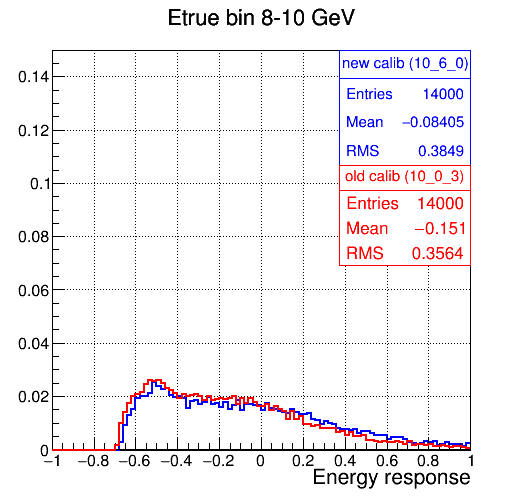 Etrue bin 8-10 GeV
new calib (10_6_0)
Entries 14000
Mean −0.08405
RMS 0.3849
old calib (10_0_3)
Entries 14000
Mean −0.151
RMS 0.3564
0.14
0.12
0.1
0.08
0.06
0.04
0.02
0
−1 −0.8 −0.6 −0.4 −0.2 0 0.2 0.4 0.6 0.8 1
Energy response